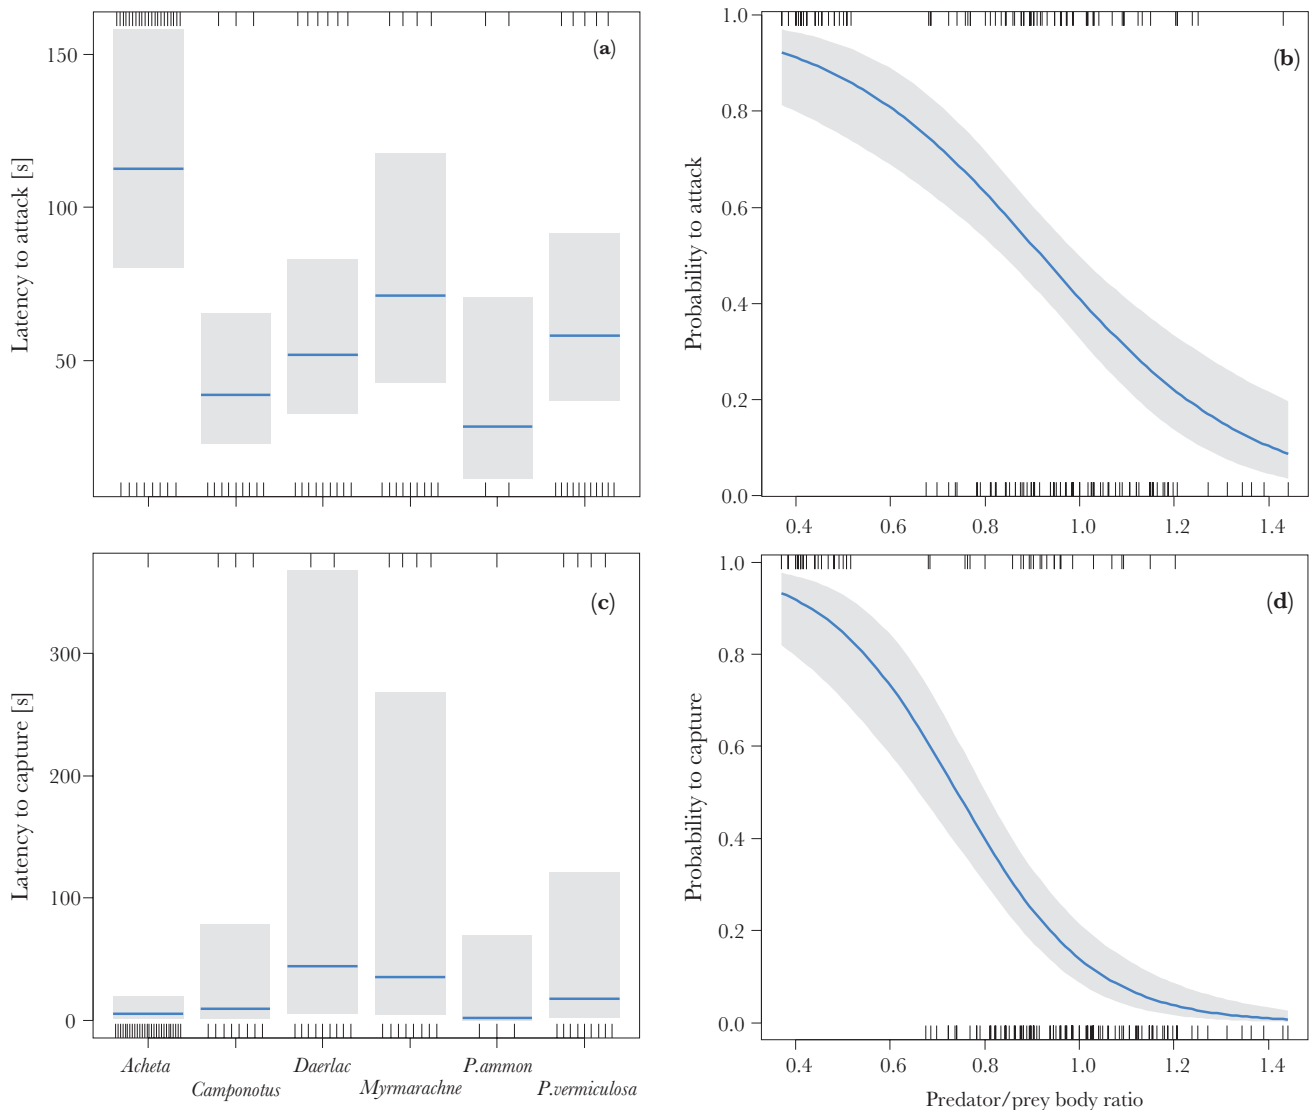 (a)
Latency to attack [s]
150
100
50
(b)
Probability to attack
1.0
0.8
0.6
0.4
0.2
0.0
0.4 0.6 0.8 1.0 1.2 1.4
(c)
Latency to capture [s]
300
200
100
0
Acheta Daerlac P.ammon
Camponotus Myrmarachne P.vermiculosa
(d)
Probability to capture
1.0
0.8
0.6
0.4
0.2
0.0
0.4 0.6 0.8 1.0 1.2 1.4
Predator/prey body ratio